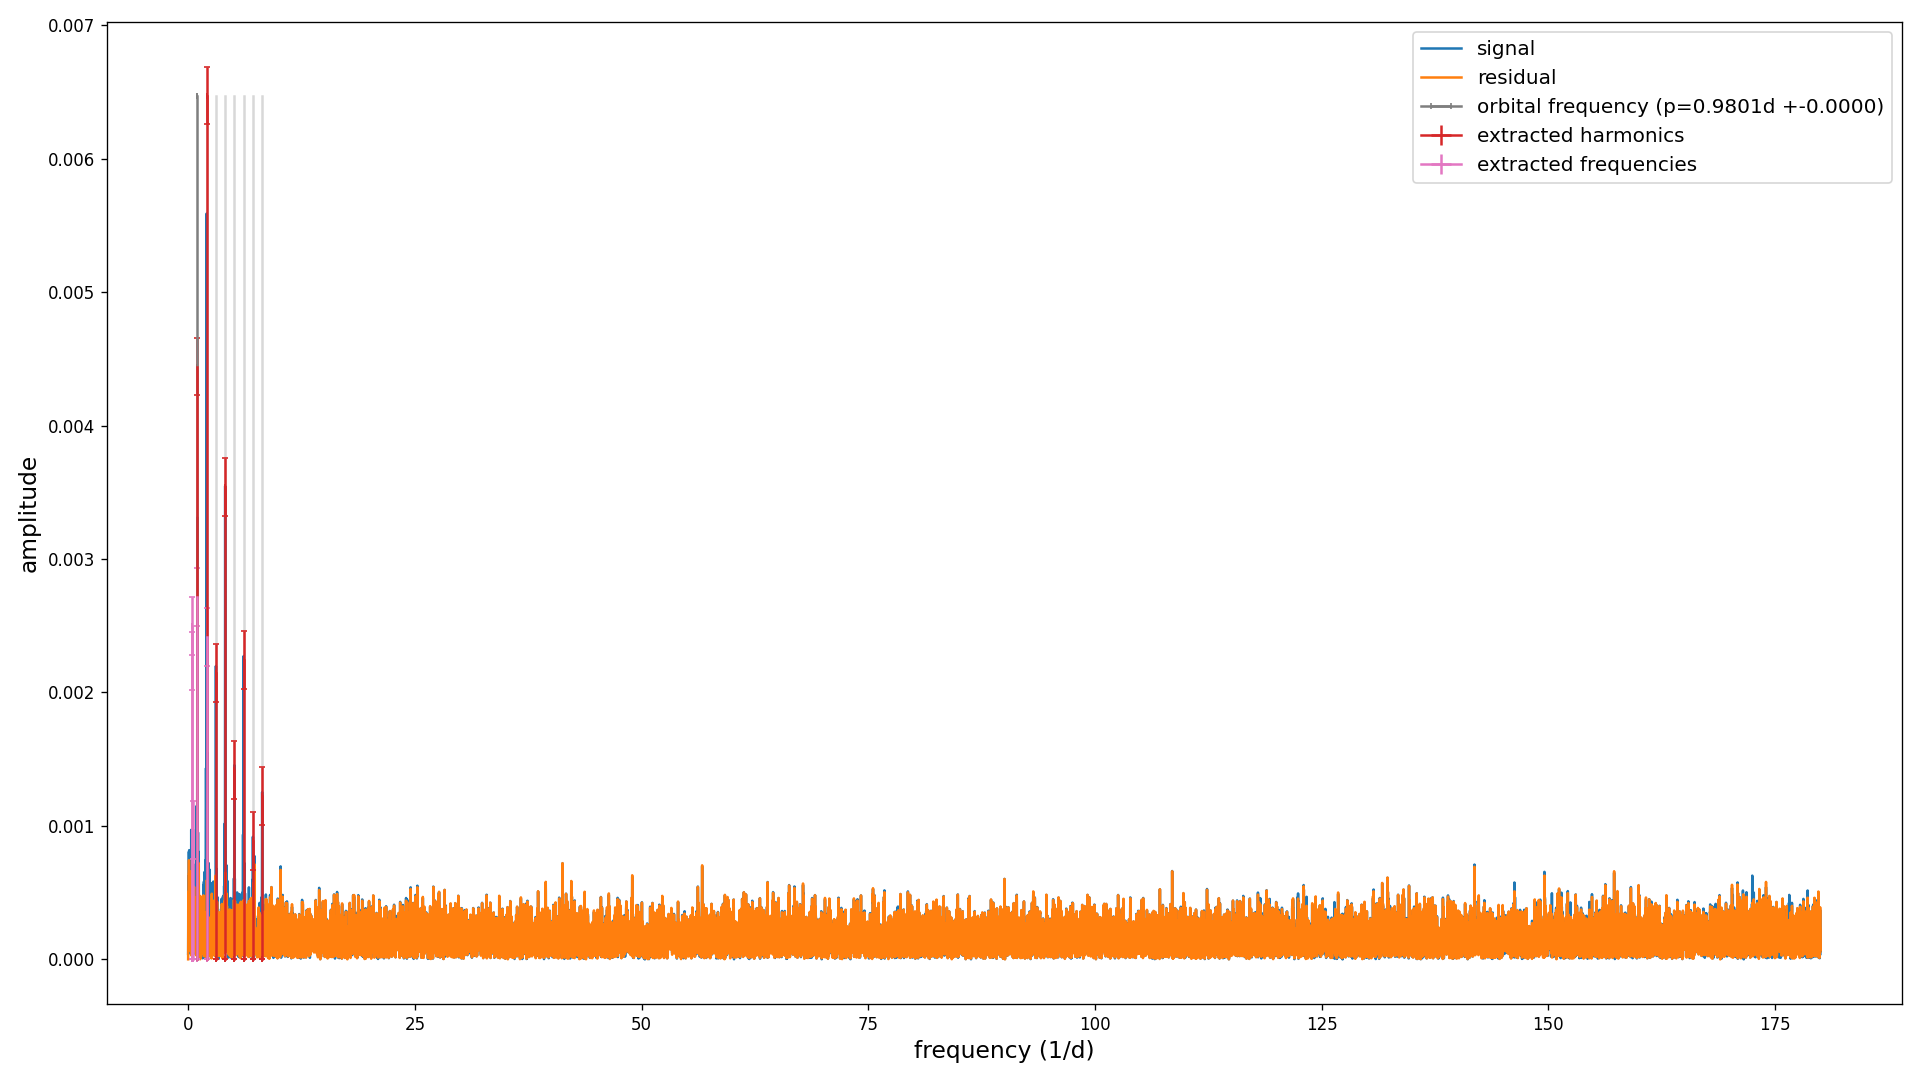 0.007
0.006
0.005
0.004
0.003
0.002
0.001
0.000
amplitude
signal
residual
orbital frequency (p=0.9801d +-0.0000)
extracted harmonics
extracted frequencies
0 25 50 75 100 125 150 175
frequency (1/d)